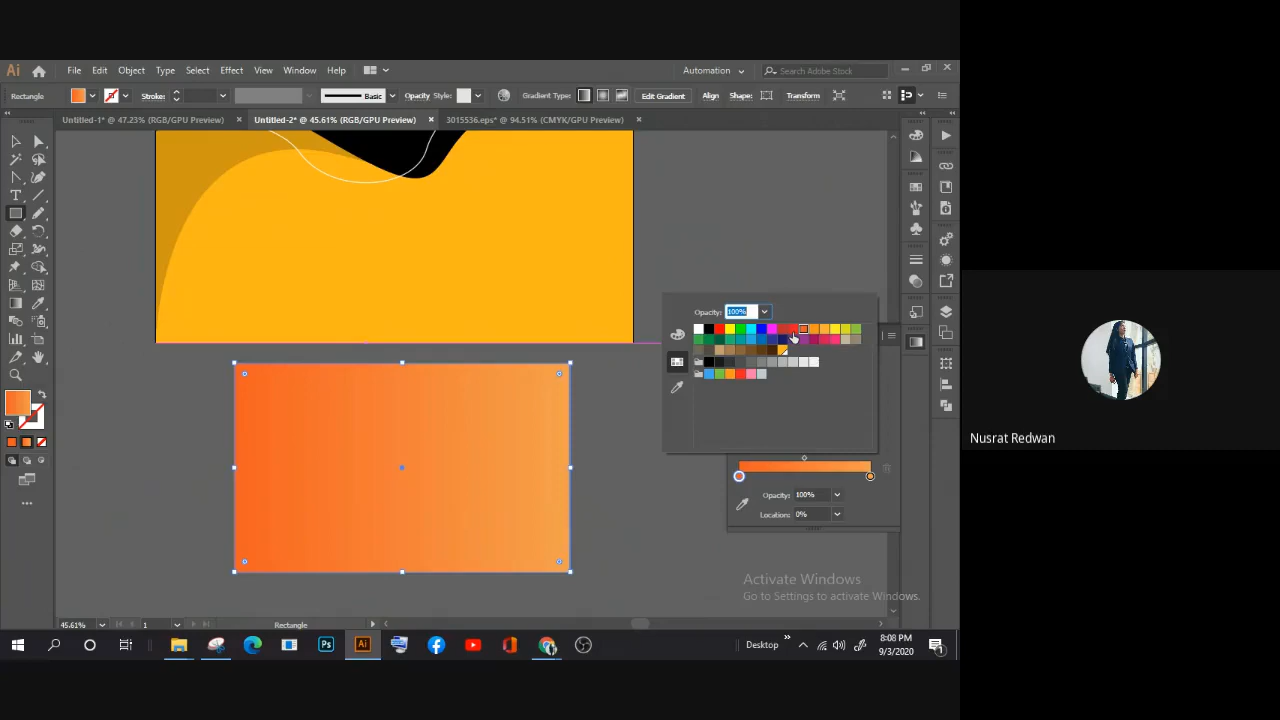 Ai File Edit Object Type Select Effect View Window Help Automation Search Adobe Stock
Rectangle Stroke: Basic Opacity Style: Gradient Type: Edit Gradient Align Shape: Transform
Untitled-1* @ 47.23% (RGB/GPU Preview) × Untitled-2* @ 45.61% (RGB/GPU Preview) × 3015536.eps* @ 94.51% (CMYK/GPU Preview) ×
Opacity: 100%
Nusrat Redwan
Opacity: 100%
Location: 0%
Activate Windows
Go to Settings to activate Windows.
45.61% 1 Rectangle
Ps Ai Desktop » 8:08 PM
9/3/2020